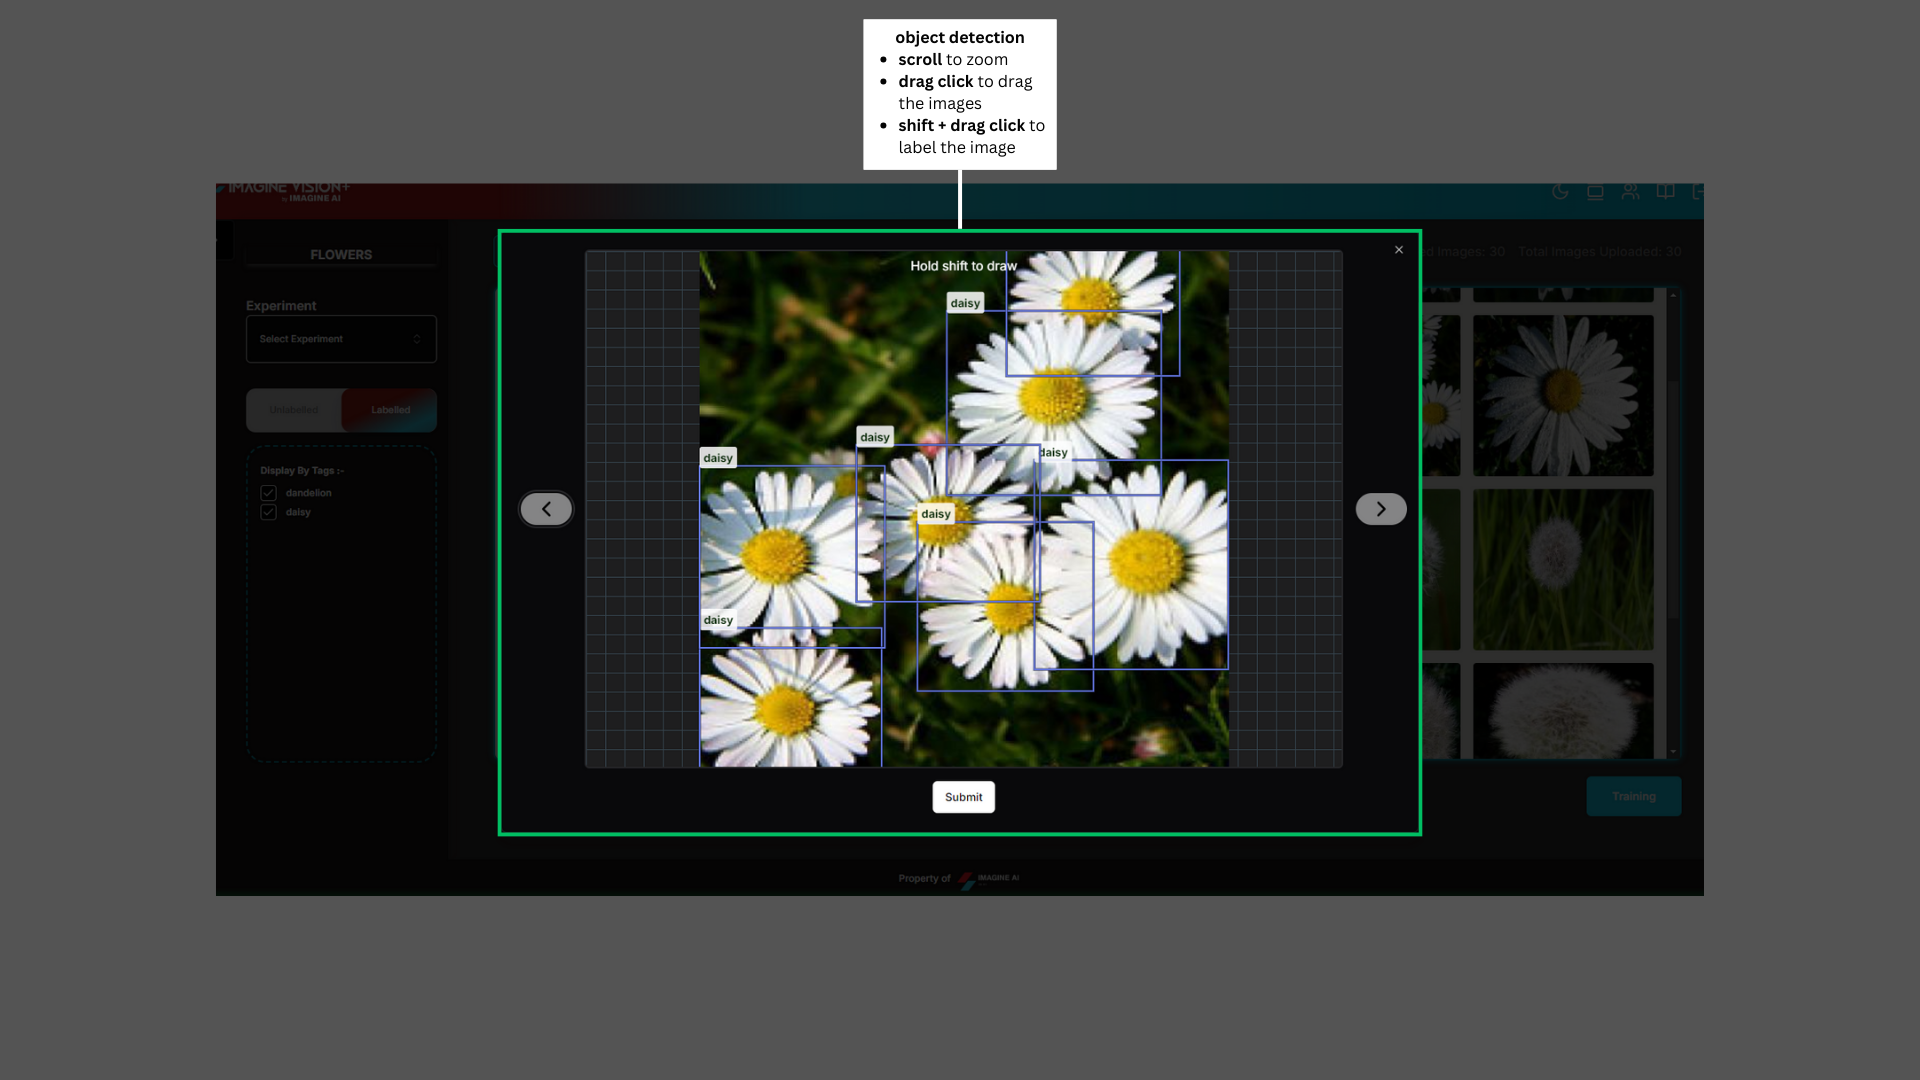 object detection
• scroll to zoom
• drag click to drag
the images
• shift + drag click to
label the image
IMAGINE VISION+
by IMAGINE AI
FLOWERS
Experiment
Select Experiment
Unlabelled
Labelled
Display By Tags :-
dandelion
daisy
Hold shift to draw
daisy
daisy
daisy
daisy
daisy
daisy
Submit
d Images: 30
Total Images Uploaded: 30
Training
Property of IMAGINE AI